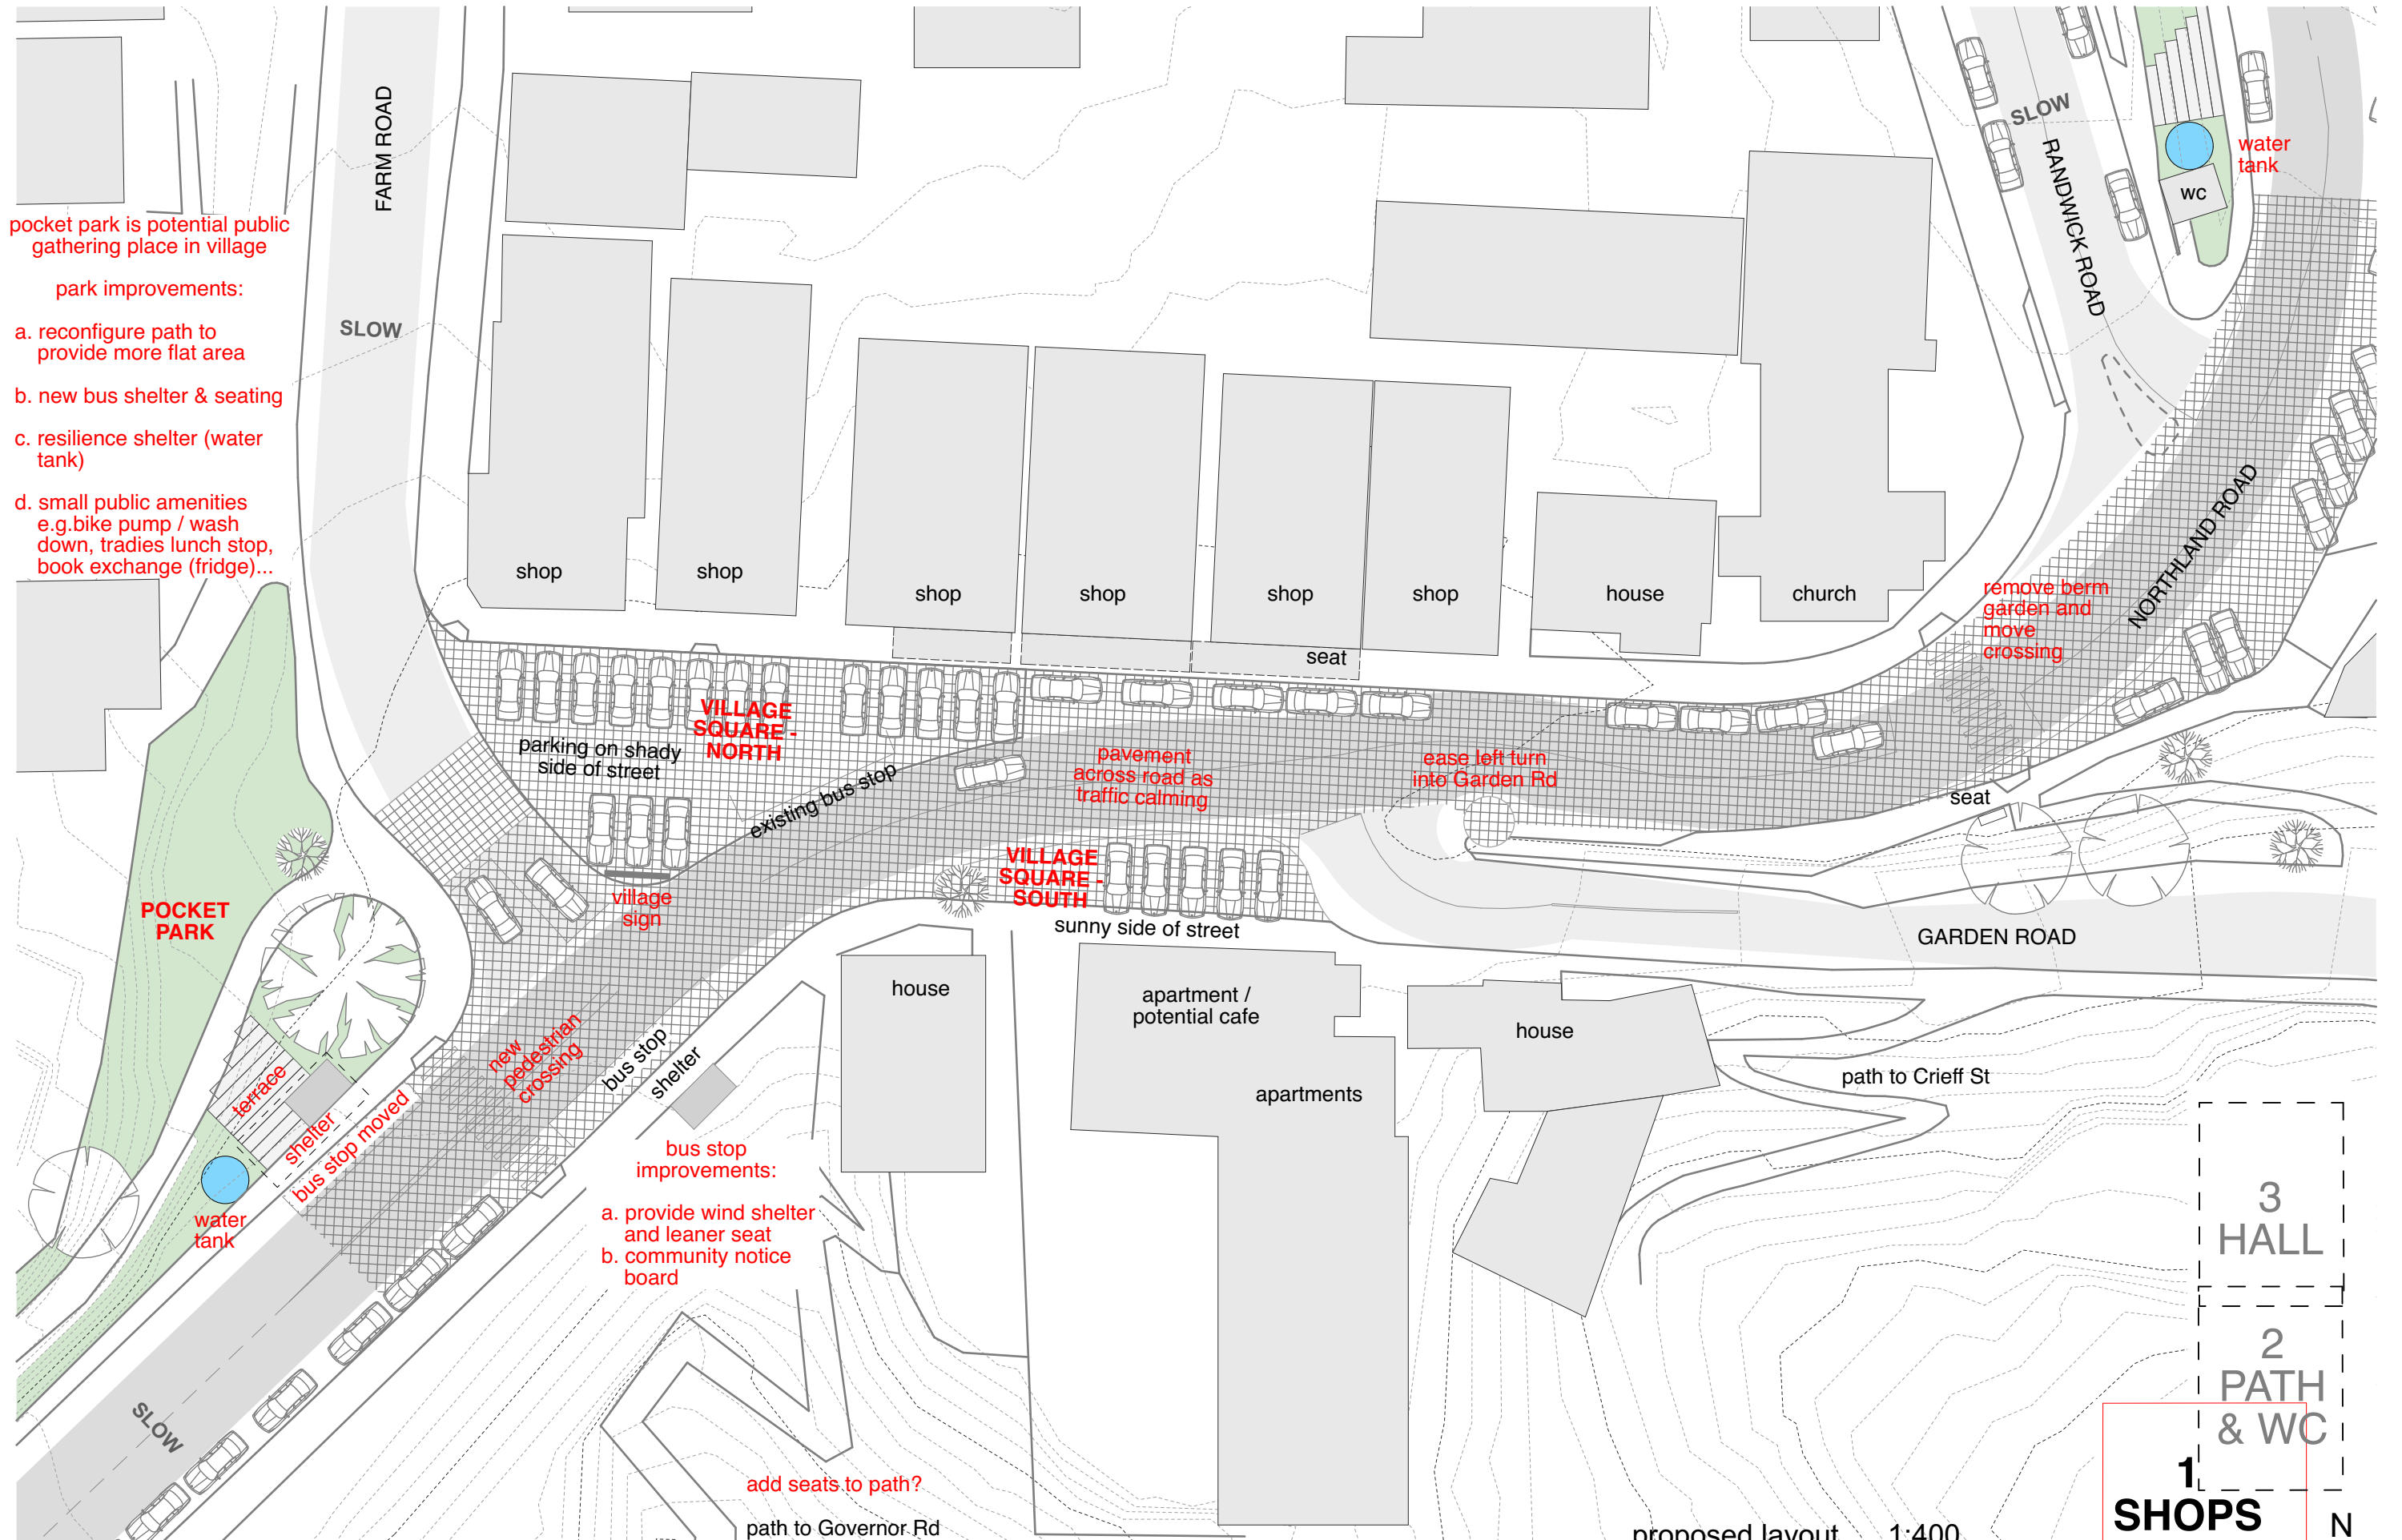 FARM ROAD
SLOW
SLOW
RANDWICK ROAD
water
tank
WC
pocket park is potential public
gathering place in village
park improvements:
a. reconfigure path to
provide more flat area
b. new bus shelter & seating
c. resilience shelter (water
tank)
d. small public amenities
e.g.bike pump / wash
down, tradies lunch stop,
book exchange (fridge)...
shop
shop
shop
shop
shop
shop
house
church
seat
NORTHLAND ROAD
remove berm
garden and
move
crossing
VILLAGE
SQUARE -
NORTH
parking on shady
side of street
existing bus stop
pavement
across road as
traffic calming
ease left turn
into Garden Rd
seat
village
sign
VILLAGE
SQUARE -
SOUTH
sunny side of street
GARDEN ROAD
POCKET
PARK
house
apartment /
potential cafe
apartments
house
path to Crieff St
new
pedestrian
crossing
bus stop
shelter
terrace
shelter
bus stop moved
water
tank
bus stop
improvements:
a. provide wind shelter
and leaner seat
b. community notice
board
SLOW
add seats to path?
path to Governor Rd
3
HALL
2
PATH
& WC
1
SHOPS
N
proposed layout 1:400